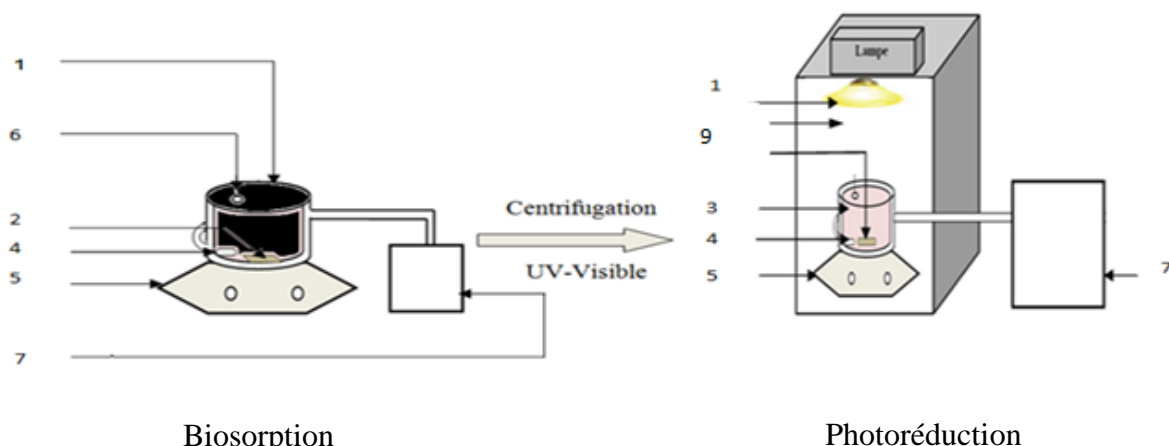 1
6
2
4
5
7
Centrifugation
UV-Visible
Lampe
1
9
3
4
5
7
Biosorption
Photoréduction